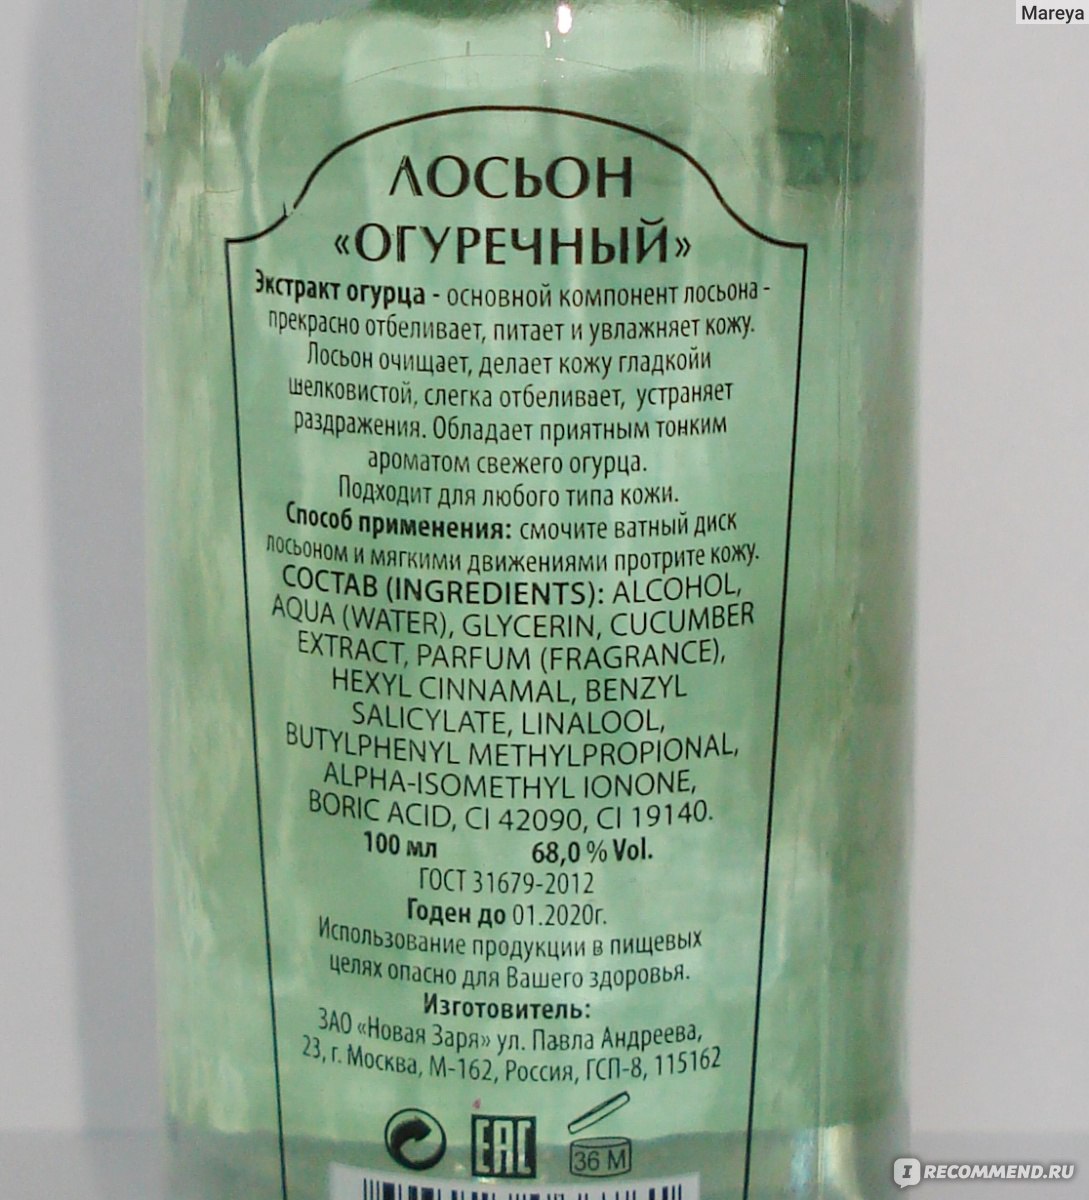 Mareya
ЛОСЬОН
«ОГУРЕЧНЫЙ»
Экстракт огурца - основной компонент лосьона -
прекрасно отбеливает, питает и увлажняет кожу.
Лосьон очищает, делает кожу гладкойи
шелковистой, слегка отбеливает, устраняет
раздражения. Обладает приятным тонким
ароматом свежего огурца.
Подходит для любого типа кожи.
Способ применения: смочите ватный диск
лосьоном и мягкими движениями протрите кожу.
СОСТАВ (INGREDIENTS): ALCOHOL,
AQUA (WATER), GLYCERIN, CUCUMBER
EXTRACT, PARFUM (FRAGRANCE),
HEXYL CINNAMAL, BENZYL
SALICYLATE, LINALOOL,
BUTYLPHENYL METHYLPROPIONAL,
ALPHA-ISOMETHYL IONONE,
BORIC ACID, CI 42090, CI 19140.
100 мл 68,0 % Vol.
ГОСТ 31679-2012
Годен до 01.2020г.
Использование продукции в пищевых
целях опасно для Вашего здоровья.
Изготовитель:
ЗАО «Новая Заря» ул. Павла Андреева,
23, г. Москва, М-162, Россия, ГСП-8, 115162
EAC 36 M
IRECOMMEND.RU